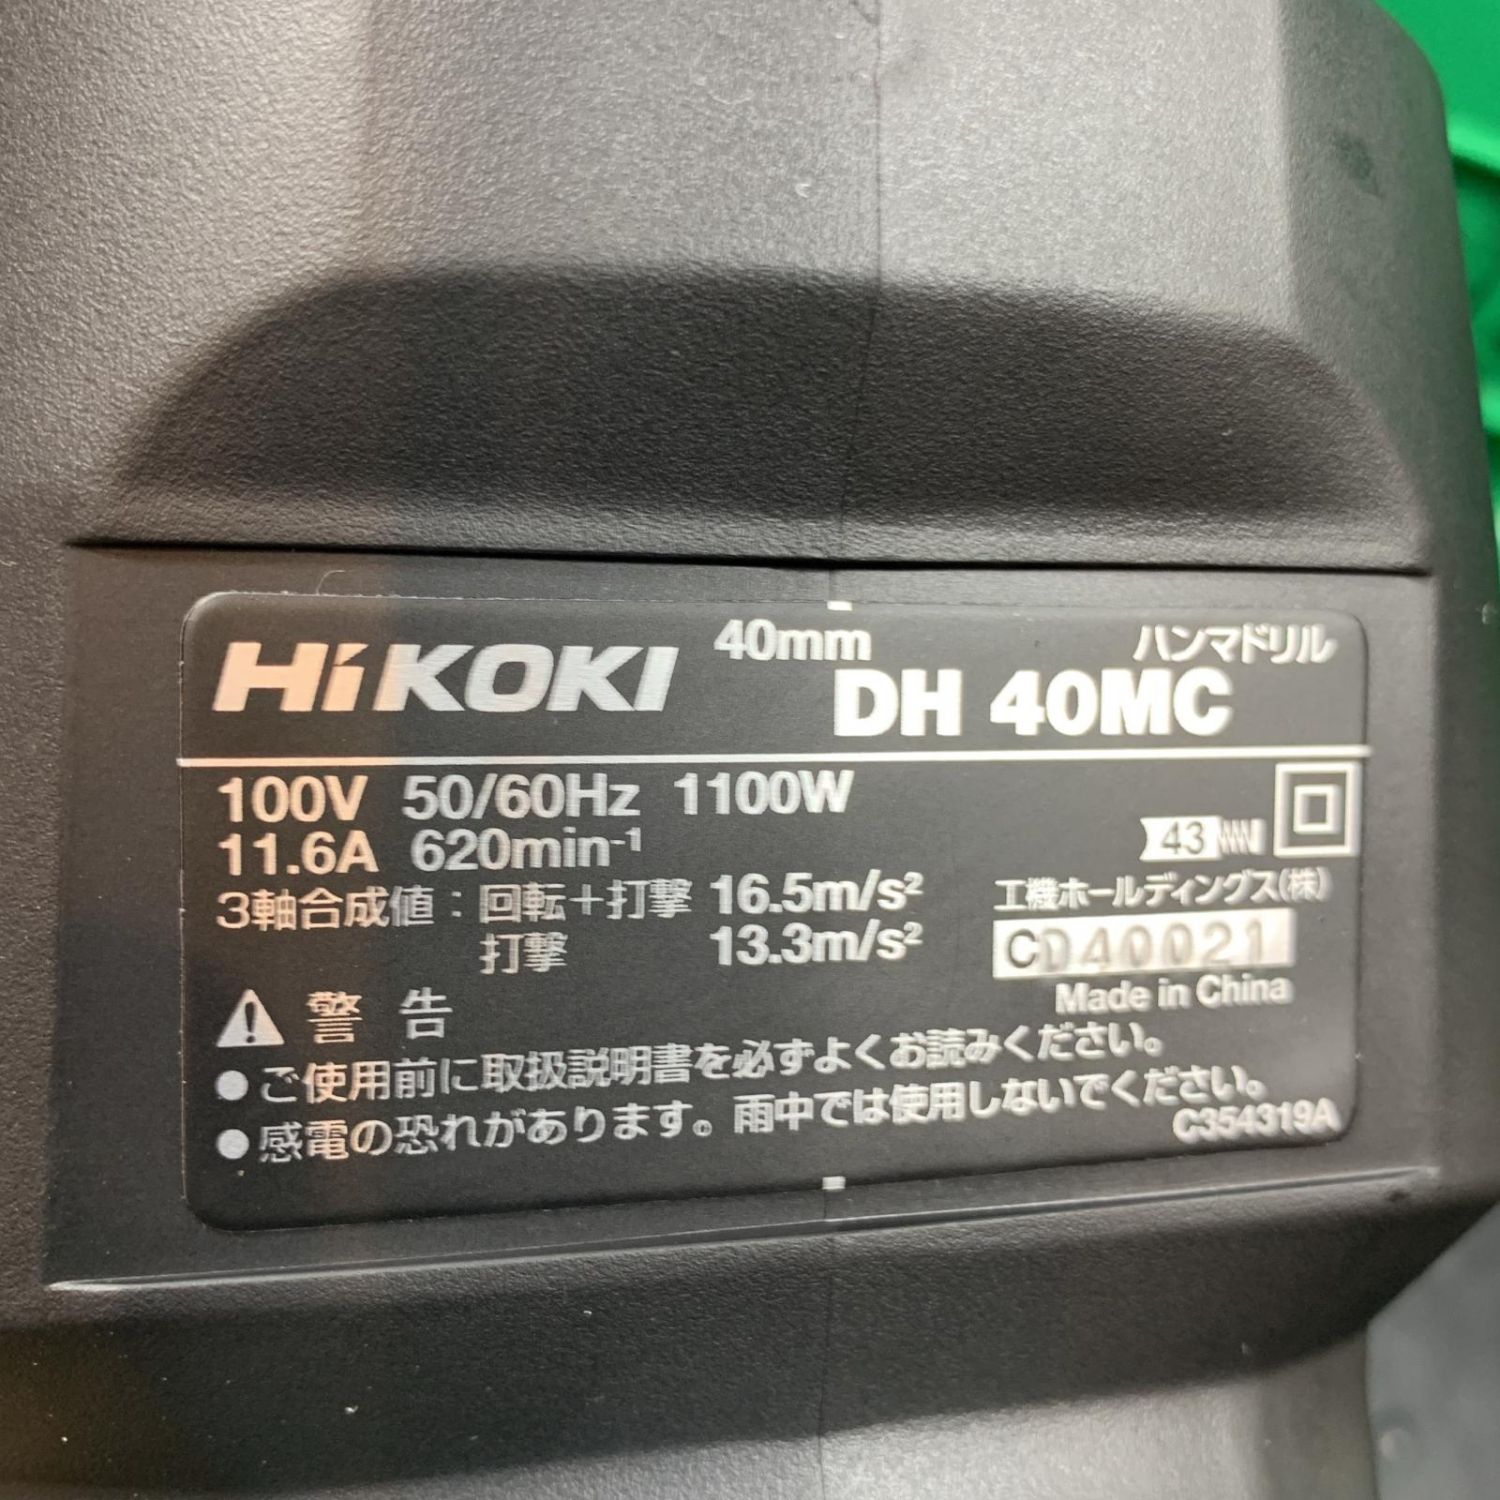 HiKOKI 40mm ハンマドリル
DH 40MC
100V 50/60Hz 1100W
11.6A 620min⁻¹
43
3軸合成値：回転＋打撃 16.5m/s²
打撃 13.3m/s²
工機ホールディングス(株)
CD40021
Made in China
警告
●ご使用前に取扱説明書を必ずよくお読みください。
●感電の恐れがあります。雨中では使用しないでください。
C354319A